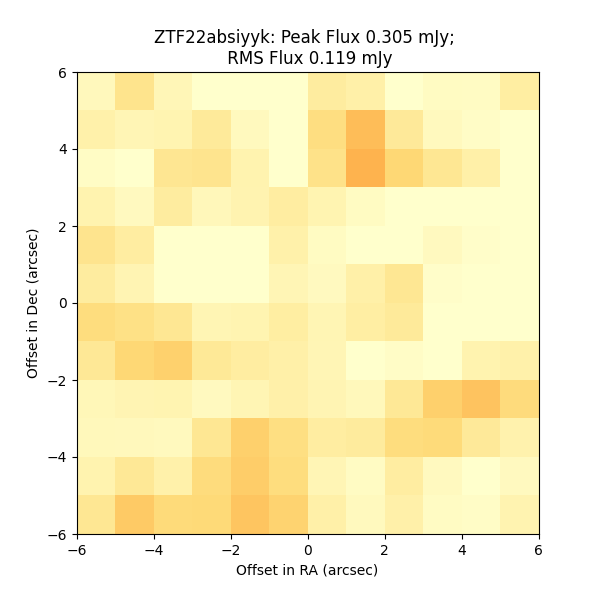 ZTF22absiyyk: Peak Flux 0.305 mJy;
RMS Flux 0.119 mJy
6
4
2
0
−2
−4
−6
Offset in Dec (arcsec)
−6 −4 −2 0 2 4 6
Offset in RA (arcsec)